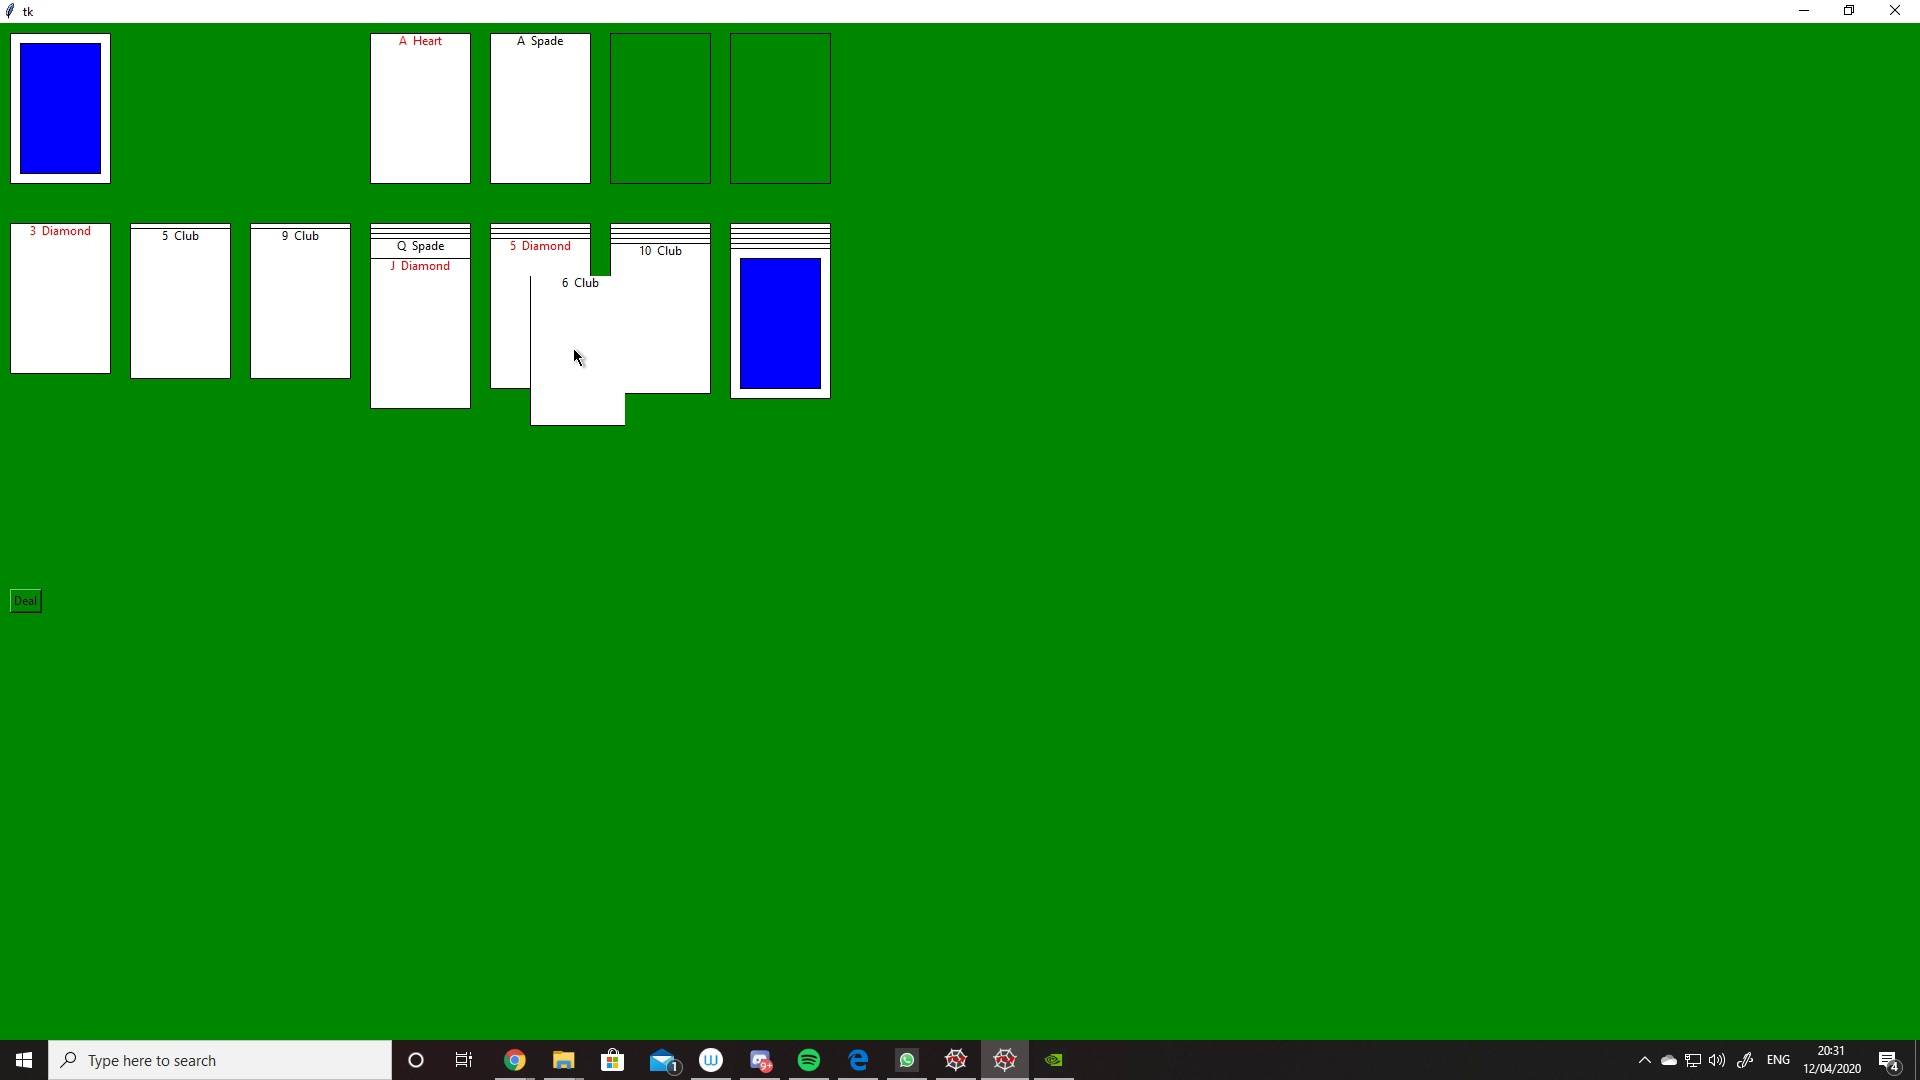 tk
A Heart
A Spade
3 Diamond
5 Club
9 Club
Q Spade
J Diamond
5 Diamond
6 Club
10 Club
Deal
Type here to search
1
W
9+
ENG
20:31
12/04/2020
4